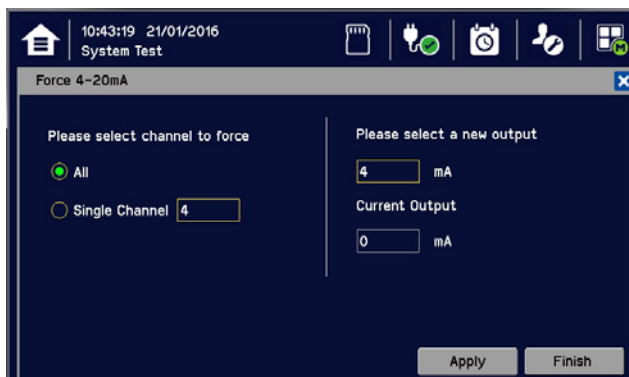 10:43:19 21/01/2016
System Test
M
Force 4-20mA
Please select channel to force
All
Single Channel 4
Please select a new output
4 mA
Current Output
0 mA
Apply
Finish